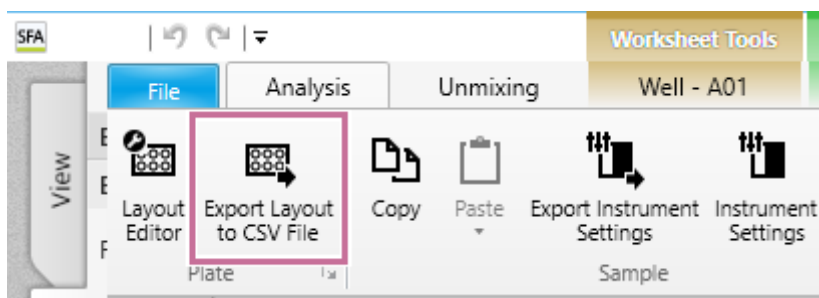 SFA
Worksheet Tools
File
Analysis
Unmixing
Well - A01
View
Layout
Editor
Export Layout
to CSV File
Copy
Paste
Export Instrument
Settings
Instrument
Settings
Plate
Sample